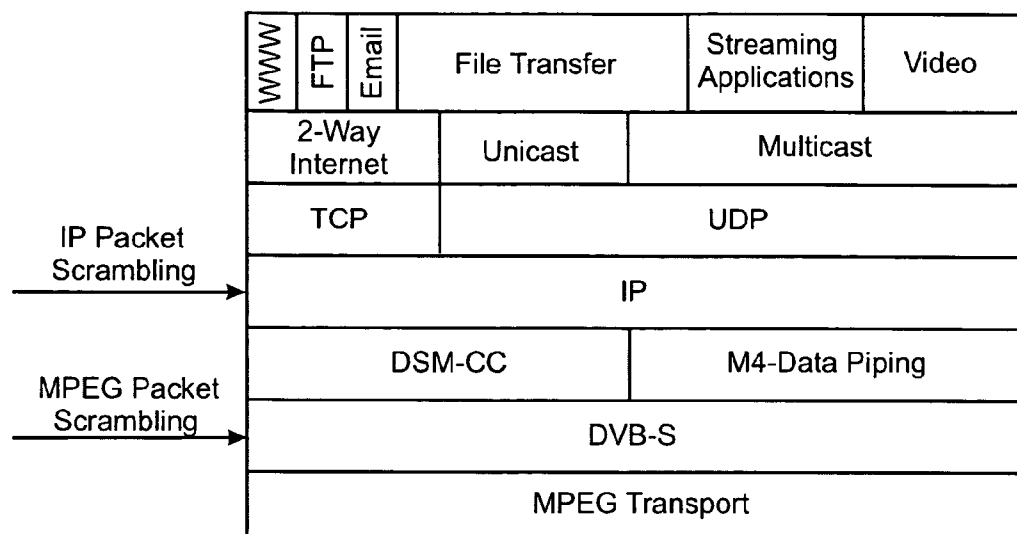 WWW
FTP
Email
File Transfer
Streaming
Applications
Video
2-Way
Internet
Unicast
Multicast
TCP
UDP
IP Packet
Scrambling
IP
DSM-CC
M4-Data Piping
MPEG Packet
Scrambling
DVB-S
MPEG Transport